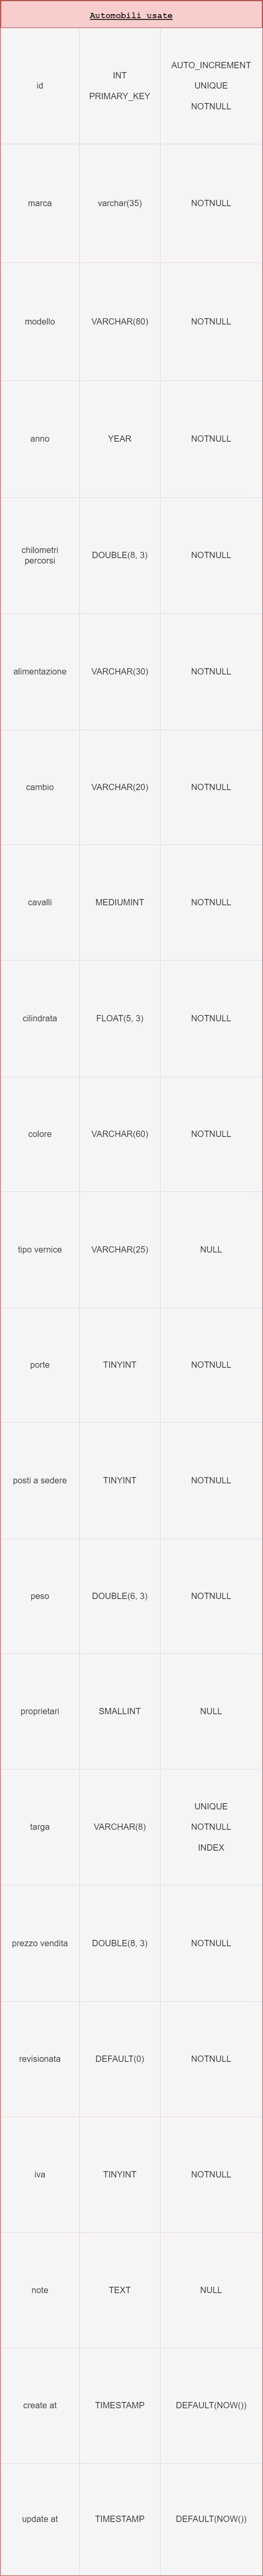 Automobili usate
id
INT
PRIMARY_KEY
AUTO_INCREMENT
UNIQUE
NOTNULL
marca
varchar(35)
NOTNULL
modello
VARCHAR(80)
NOTNULL
anno
YEAR
NOTNULL
chilometri
percorsi
DOUBLE(8, 3)
NOTNULL
alimentazione
VARCHAR(30)
NOTNULL
cambio
VARCHAR(20)
NOTNULL
cavalli
MEDIUMINT
NOTNULL
cilindrata
FLOAT(5, 3)
NOTNULL
colore
VARCHAR(60)
NOTNULL
tipo vernice
VARCHAR(25)
NULL
porte
TINYINT
NOTNULL
posti a sedere
TINYINT
NOTNULL
peso
DOUBLE(6, 3)
NOTNULL
proprietari
SMALLINT
NULL
targa
VARCHAR(8)
UNIQUE
NOTNULL
INDEX
prezzo vendita
DOUBLE(8, 3)
NOTNULL
revisionata
DEFAULT(0)
NOTNULL
iva
TINYINT
NOTNULL
note
TEXT
NULL
create at
TIMESTAMP
DEFAULT(NOW())
update at
TIMESTAMP
DEFAULT(NOW())